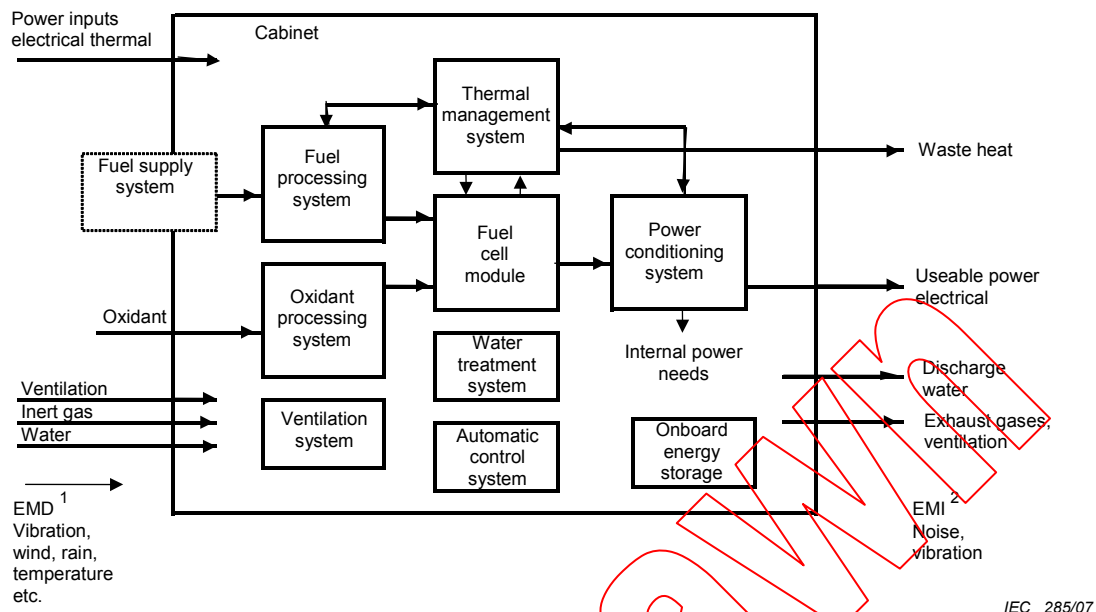 Power inputs
electrical thermal
Cabinet
Thermal
management
system
Fuel supply
system
Fuel
processing
system
Waste heat
Fuel
cell
module
Power
conditioning
system
Oxidant
Oxidant
processing
system
Useable power
electrical
Water
treatment
system
Internal power
needs
Discharge
water
Ventilation
Inert gas
Water
Ventilation
system
Automatic
control
system
Onboard
energy
storage
Exhaust gases,
ventilation
EMD 1
Vibration,
wind, rain,
temperature
etc.
EMI 2
Noise,
vibration
IEC 285/07